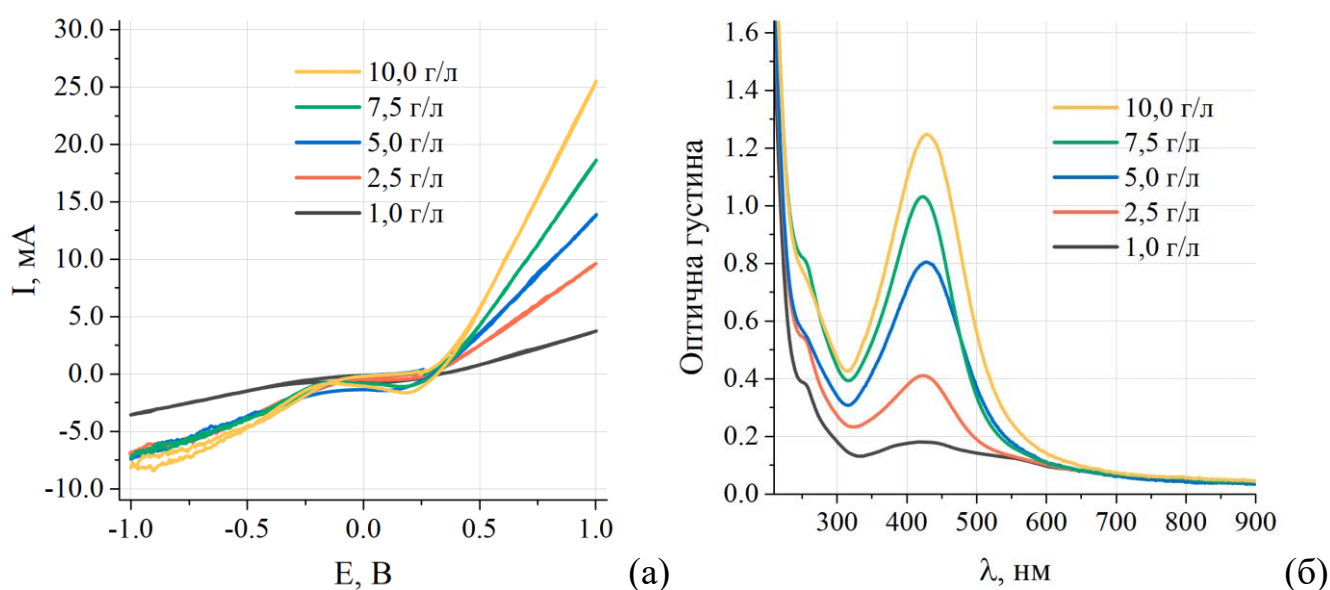 30.0
25.0
20.0
15.0
10.0
5.0
0.0
-5.0
-10.0
I, мА
10,0 г/л
7,5 г/л
5,0 г/л
2,5 г/л
1,0 г/л
-1.0 -0.5 0.0 0.5 1.0
E, В
(а)
1.6
1.4
1.2
1.0
0.8
0.6
0.4
0.2
0.0
Оптична густина
10,0 г/л
7,5 г/л
5,0 г/л
2,5 г/л
1,0 г/л
300 400 500 600 700 800 900
λ, нм
(б)